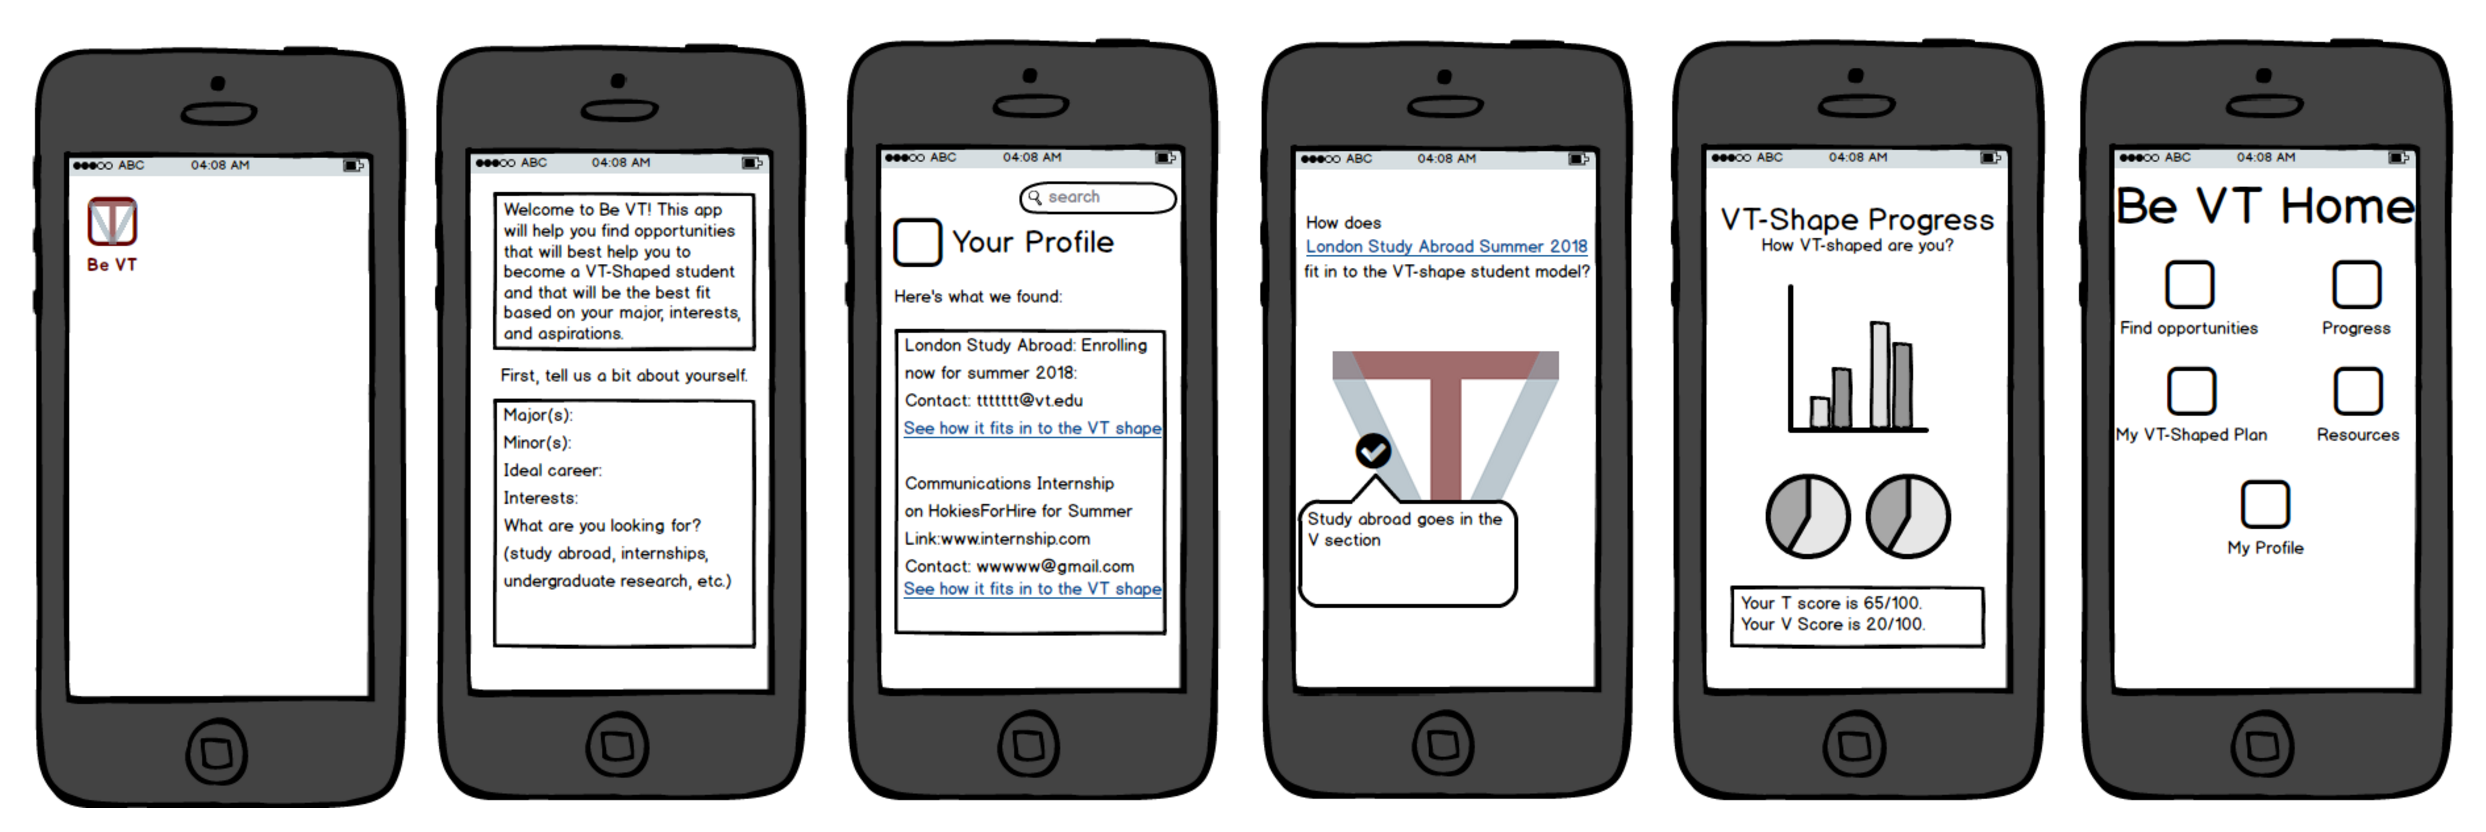 ABC 04:08 AM
Be VT
ABC 04:08 AM
Welcome to Be VT! This app
will help you find opportunities
that will best help you to
become a VT-Shaped student
and that will be the best fit
based on your major, interests,
and aspirations.
First, tell us a bit about yourself.
Major(s):
Minor(s):
Ideal career:
Interests:
What are you looking for?
(study abroad, internships,
undergraduate research, etc.)
ABC 04:08 AM
search
Your Profile
Here's what we found:
London Study Abroad: Enrolling
now for summer 2018:
Contact: ttttttt@vt.edu
See how it fits in to the VT shape
Communications Internship
on HokiesForHire for Summer
Link:www.internship.com
Contact: wwwwww@gmail.com
See how it fits in to the VT shape
ABC 04:08 AM
How does
London Study Abroad Summer 2018
fit in to the VT-shape student model?
VT
Study abroad goes in the
V section
ABC 04:08 AM
VT-Shape Progress
How VT-shaped are you?
Your T score is 65/100.
Your V Score is 20/100.
ABC 04:08 AM
Be VT Home
Find opportunities Progress
My VT-Shaped Plan Resources
My Profile